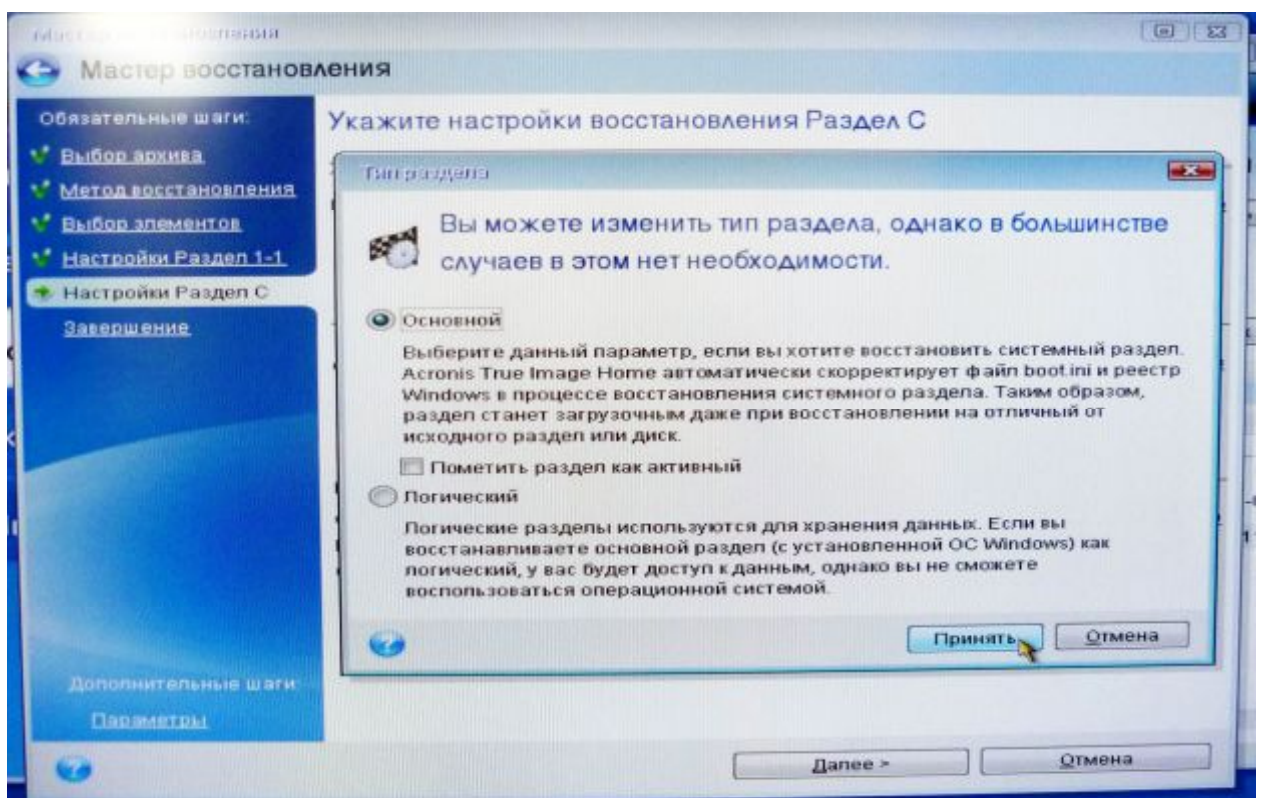 Мастер восстановления
Мастер восстановления
Обязательные шаги:
Выбор архива
Метод восстановления
Выбор элементов
Настройки Раздел 1-1
Настройки Раздел C
Завершение
Дополнительные шаги:
Параметры
Укажите настройки восстановления Раздел C
Тип раздела
Вы можете изменить тип раздела, однако в большинстве
случаев в этом нет необходимости.
Основной
Выберите данный параметр, если вы хотите восстановить системный раздел.
Acronis True Image Home автоматически скорректирует файл boot.ini и реестр
Windows в процессе восстановления системного раздела. Таким образом,
раздел станет загрузочным даже при восстановлении на отличный от
исходного раздел или диск.
Пометить раздел как активный
Логический
Логические разделы используются для хранения данных. Если вы
восстанавливаете основной раздел (с установленной ОС Windows) как
логический, у вас будет доступ к данным, однако вы не сможете
воспользоваться операционной системой.
Принять
Отмена
Далее >
Отмена